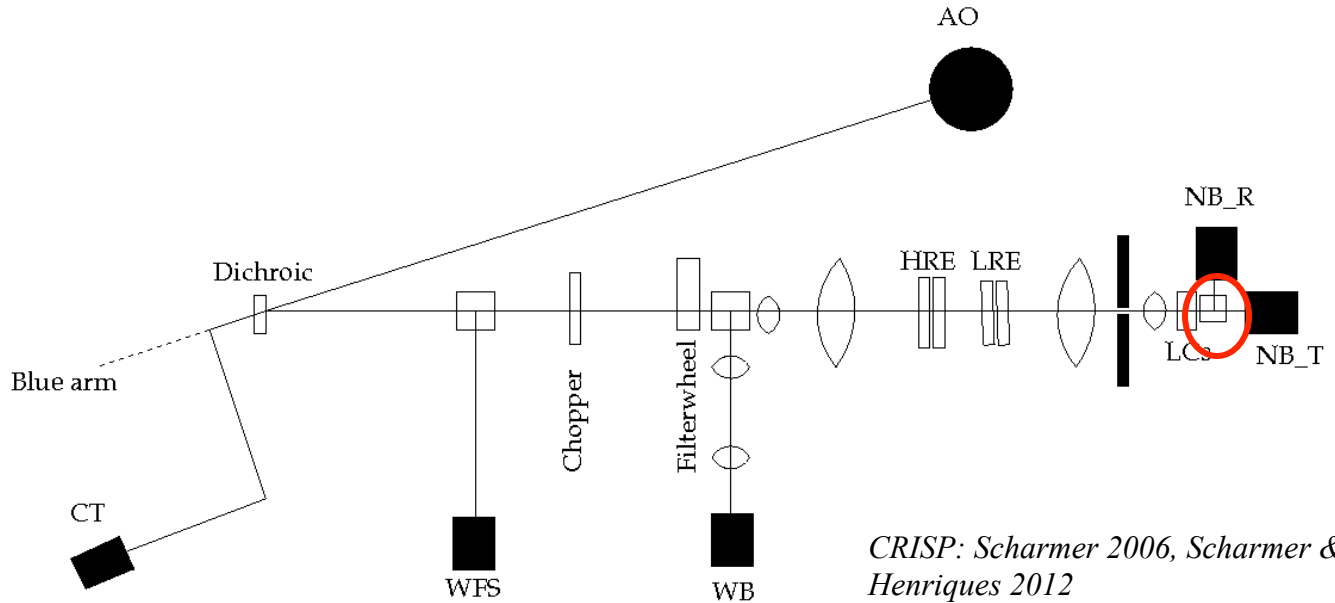 AO
NB_R
Dichroic
HRE
LRE
Blue arm
Chopper
Filterwheel
LCs
NB_T
CT
WFS
WB
CRISP: Scharmer 2006, Scharmer &
Henriques 2012